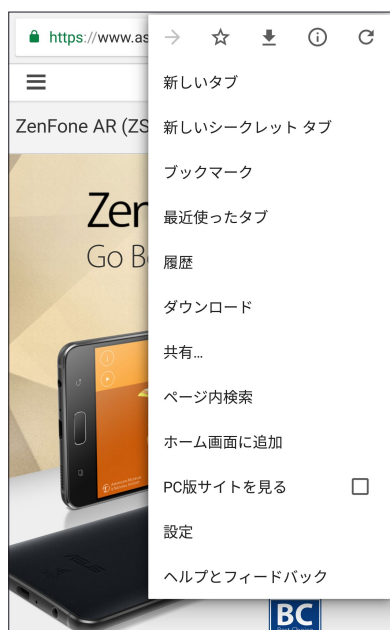 https://www.as
新しいタブ
ZenFone AR (ZS
新しいシークレット タブ
ブックマーク
Zen
Go B
最近使ったタブ
履歴
ダウンロード
共有...
ページ内検索
ホーム画面に追加
PC版サイトを見る
設定
ASUS
ヘルプとフィードバック
BC